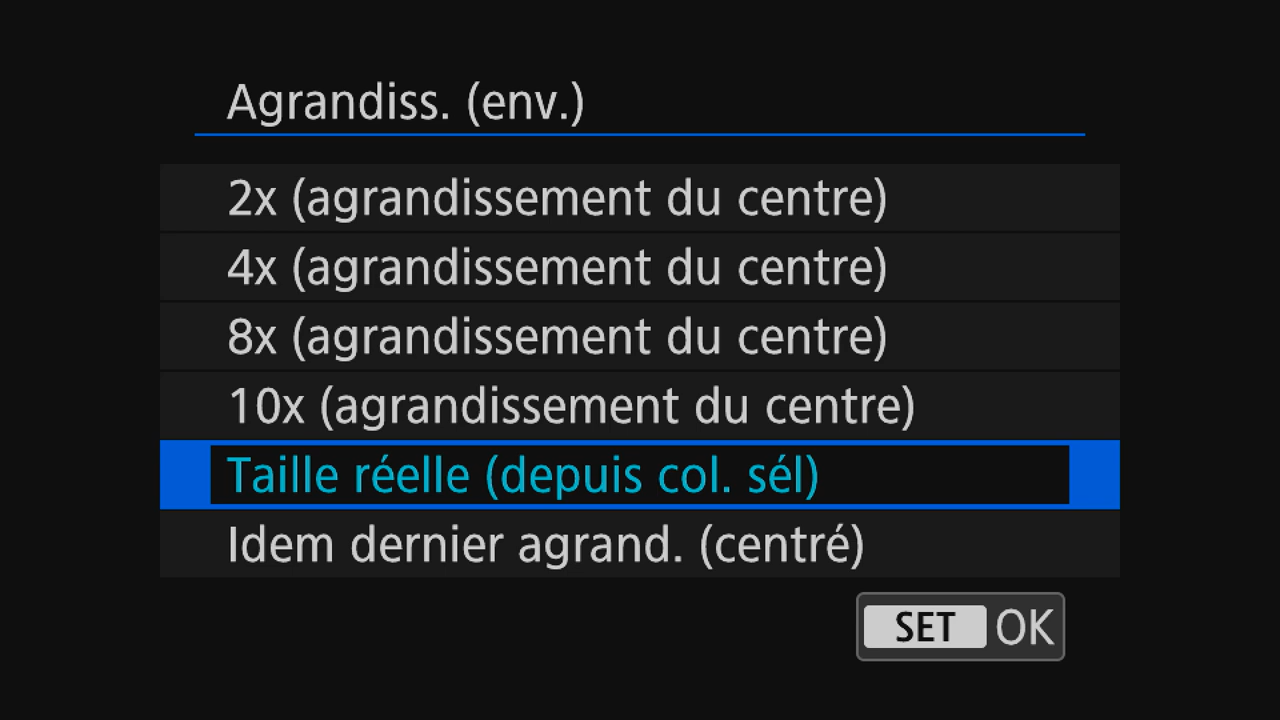 Agrandiss. (env.)
2x (agrandissement du centre)
4x (agrandissement du centre)
8x (agrandissement du centre)
10x (agrandissement du centre)
Taille réelle (depuis col. sél)
Idem dernier agrand. (centré)
SET OK